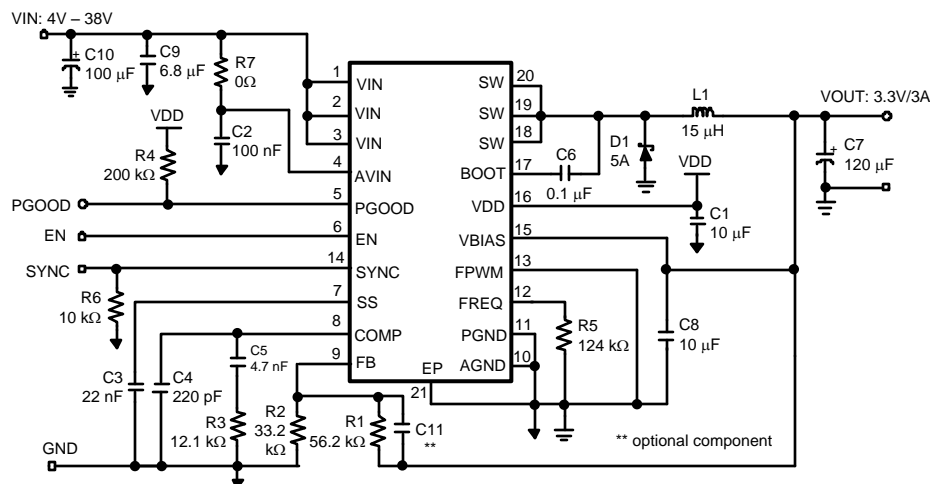 VIN: 4V – 38V
C10
+
100 µF
C9
6.8 µF
R7
0Ω
C2
100 nF
VDD
R4
200 kΩ
PGOOD
EN
SYNC
R6
10 kΩ
C3
22 nF
C4
220 pF
C5
4.7 nF
R3
12.1 kΩ
R2
33.2
kΩ
R1
56.2 kΩ
C11
**
GND
1
VIN
2
VIN
3
VIN
4
AVIN
5
PGOOD
6
EN
14
SYNC
7
SS
8
COMP
9
FB
EP
21
SW
20
SW
19
SW
18
BOOT
17
VDD
16
VBIAS
15
FPWM
13
FREQ
12
PGND
11
AGND
10
C6
0.1 µF
D1
5A
L1
15 µH
VOUT: 3.3V/3A
C7
+
120 µF
VDD
C1
10 µF
R5
124 kΩ
C8
10 µF
** optional component